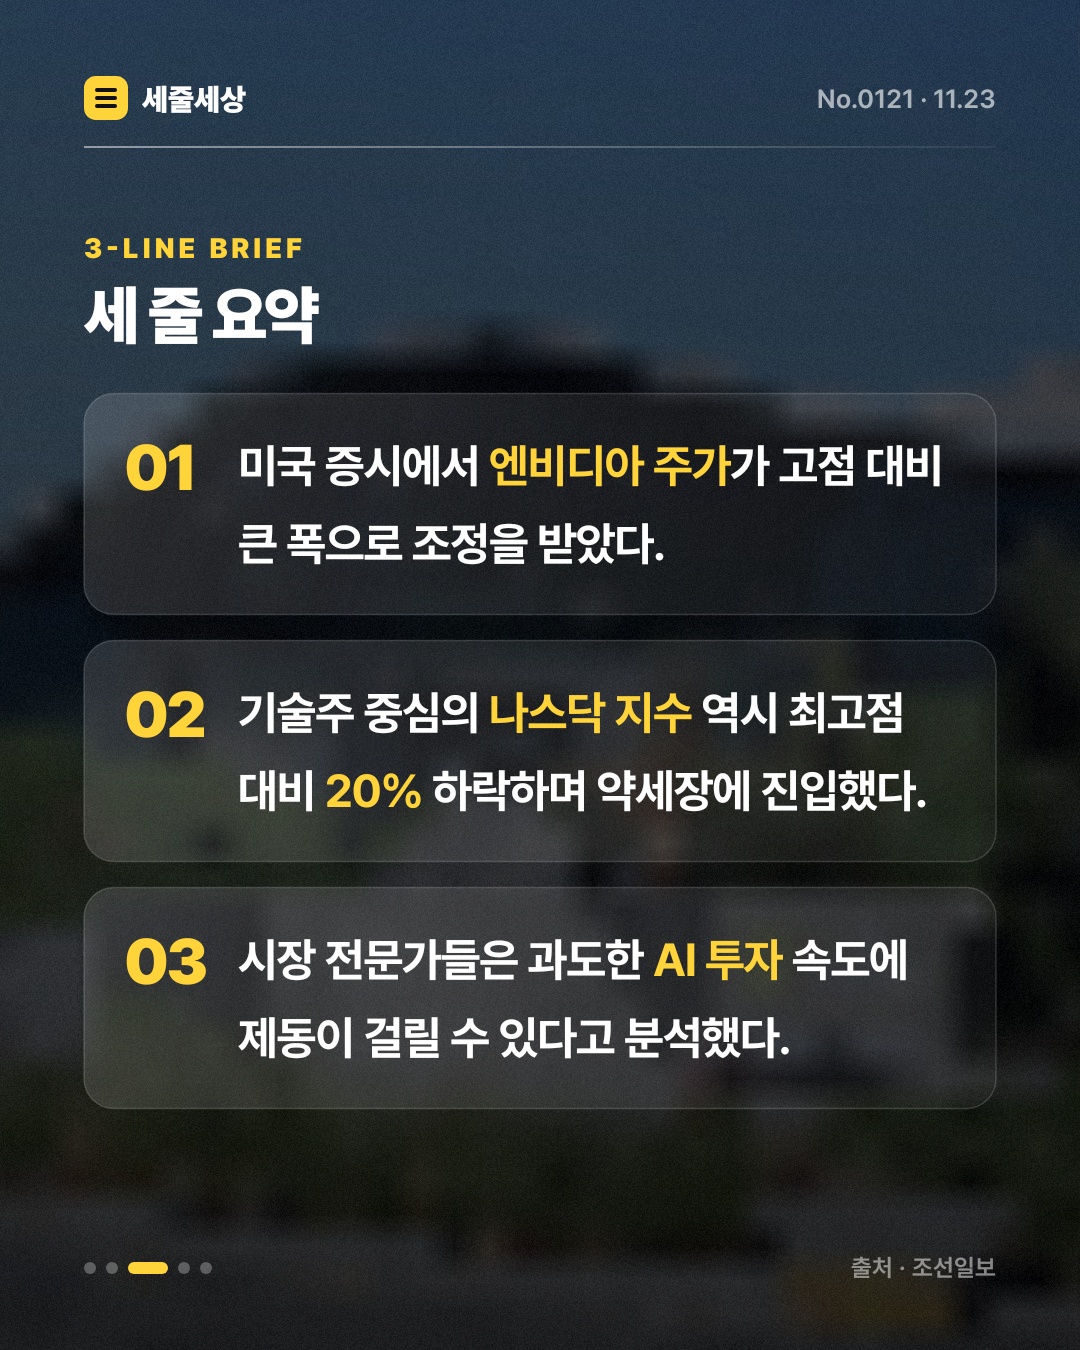 세줄세상
No.0121 · 11.23
3-LINE BRIEF
세 줄 요약
01 미국 증시에서 엔비디아 주가가 고점 대비
큰 폭으로 조정을 받았다.
02 기술주 중심의 나스닥 지수 역시 최고점
대비 20% 하락하며 약세장에 진입했다.
03 시장 전문가들은 과도한 AI 투자 속도에
제동이 걸릴 수 있다고 분석했다.
출처 · 조선일보